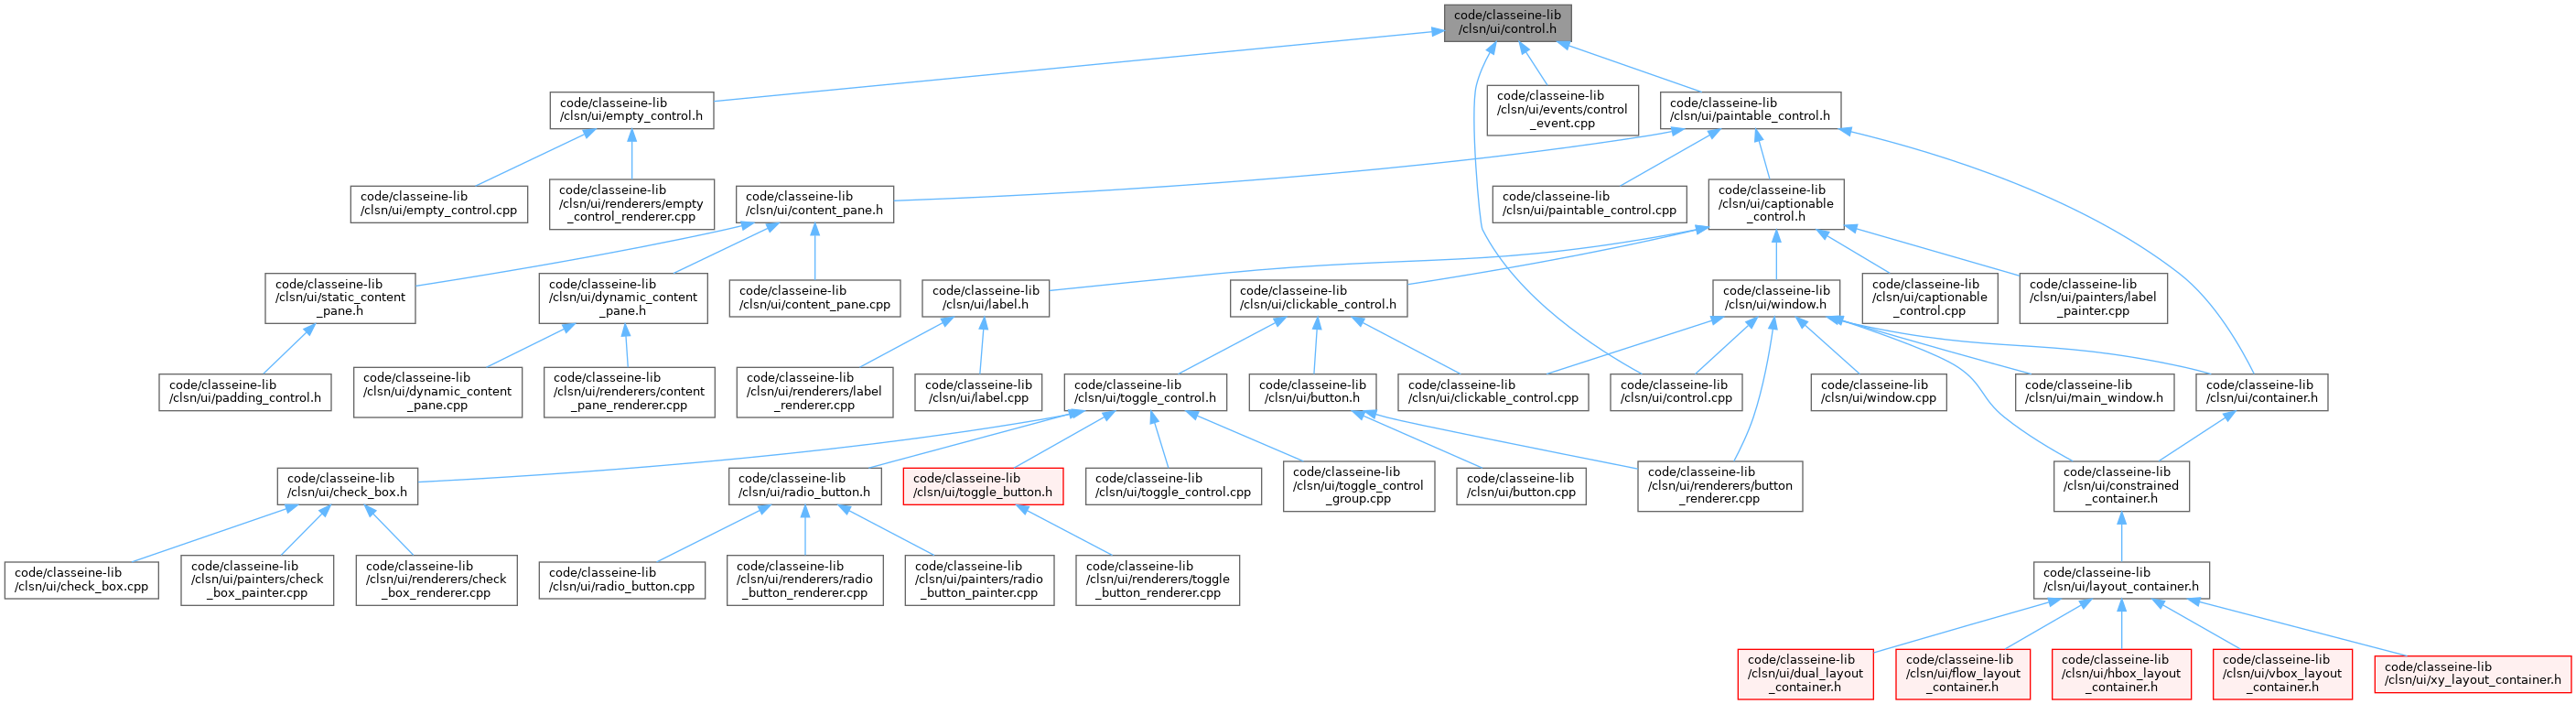 code/classeine-lib
/clsn/ui/control.h
code/classeine-lib
/clsn/ui/empty_control.h
code/classeine-lib
/clsn/ui/events/control
_event.cpp
code/classeine-lib
/clsn/ui/paintable_control.h
code/classeine-lib
/clsn/ui/empty_control.cpp
code/classeine-lib
/clsn/ui/renderers/empty
_control_renderer.cpp
code/classeine-lib
/clsn/ui/content_pane.h
code/classeine-lib
/clsn/ui/paintable_control.cpp
code/classeine-lib
/clsn/ui/captionable
_control.h
code/classeine-lib
/clsn/ui/static_content
_pane.h
code/classeine-lib
/clsn/ui/dynamic_content
_pane.h
code/classeine-lib
/clsn/ui/content_pane.cpp
code/classeine-lib
/clsn/ui/label.h
code/classeine-lib
/clsn/ui/clickable_control.h
code/classeine-lib
/clsn/ui/window.h
code/classeine-lib
/clsn/ui/captionable
_control.cpp
code/classeine-lib
/clsn/ui/painters/label
_painter.cpp
code/classeine-lib
/clsn/ui/padding_control.h
code/classeine-lib
/clsn/ui/dynamic_content
_pane.cpp
code/classeine-lib
/clsn/ui/renderers/content
_pane_renderer.cpp
code/classeine-lib
/clsn/ui/renderers/label
_renderer.cpp
code/classeine-lib
/clsn/ui/label.cpp
code/classeine-lib
/clsn/ui/toggle_control.h
code/classeine-lib
/clsn/ui/button.h
code/classeine-lib
/clsn/ui/clickable_control.cpp
code/classeine-lib
/clsn/ui/control.cpp
code/classeine-lib
/clsn/ui/window.cpp
code/classeine-lib
/clsn/ui/main_window.h
code/classeine-lib
/clsn/ui/container.h
code/classeine-lib
/clsn/ui/check_box.h
code/classeine-lib
/clsn/ui/radio_button.h
code/classeine-lib
/clsn/ui/toggle_button.h
code/classeine-lib
/clsn/ui/toggle_control.cpp
code/classeine-lib
/clsn/ui/toggle_control
_group.cpp
code/classeine-lib
/clsn/ui/button.cpp
code/classeine-lib
/clsn/ui/renderers/button
_renderer.cpp
code/classeine-lib
/clsn/ui/constrained
_container.h
code/classeine-lib
/clsn/ui/check_box.cpp
code/classeine-lib
/clsn/ui/painters/check
_box_painter.cpp
code/classeine-lib
/clsn/ui/renderers/check
_box_renderer.cpp
code/classeine-lib
/clsn/ui/radio_button.cpp
code/classeine-lib
/clsn/ui/renderers/radio
_button_renderer.cpp
code/classeine-lib
/clsn/ui/painters/radio
_button_painter.cpp
code/classeine-lib
/clsn/ui/renderers/toggle
_button_renderer.cpp
code/classeine-lib
/clsn/ui/layout_container.h
code/classeine-lib
/clsn/ui/dual_layout
_container.h
code/classeine-lib
/clsn/ui/flow_layout
_container.h
code/classeine-lib
/clsn/ui/hbox_layout
_container.h
code/classeine-lib
/clsn/ui/vbox_layout
_container.h
code/classeine-lib
/clsn/ui/xy_layout_container.h